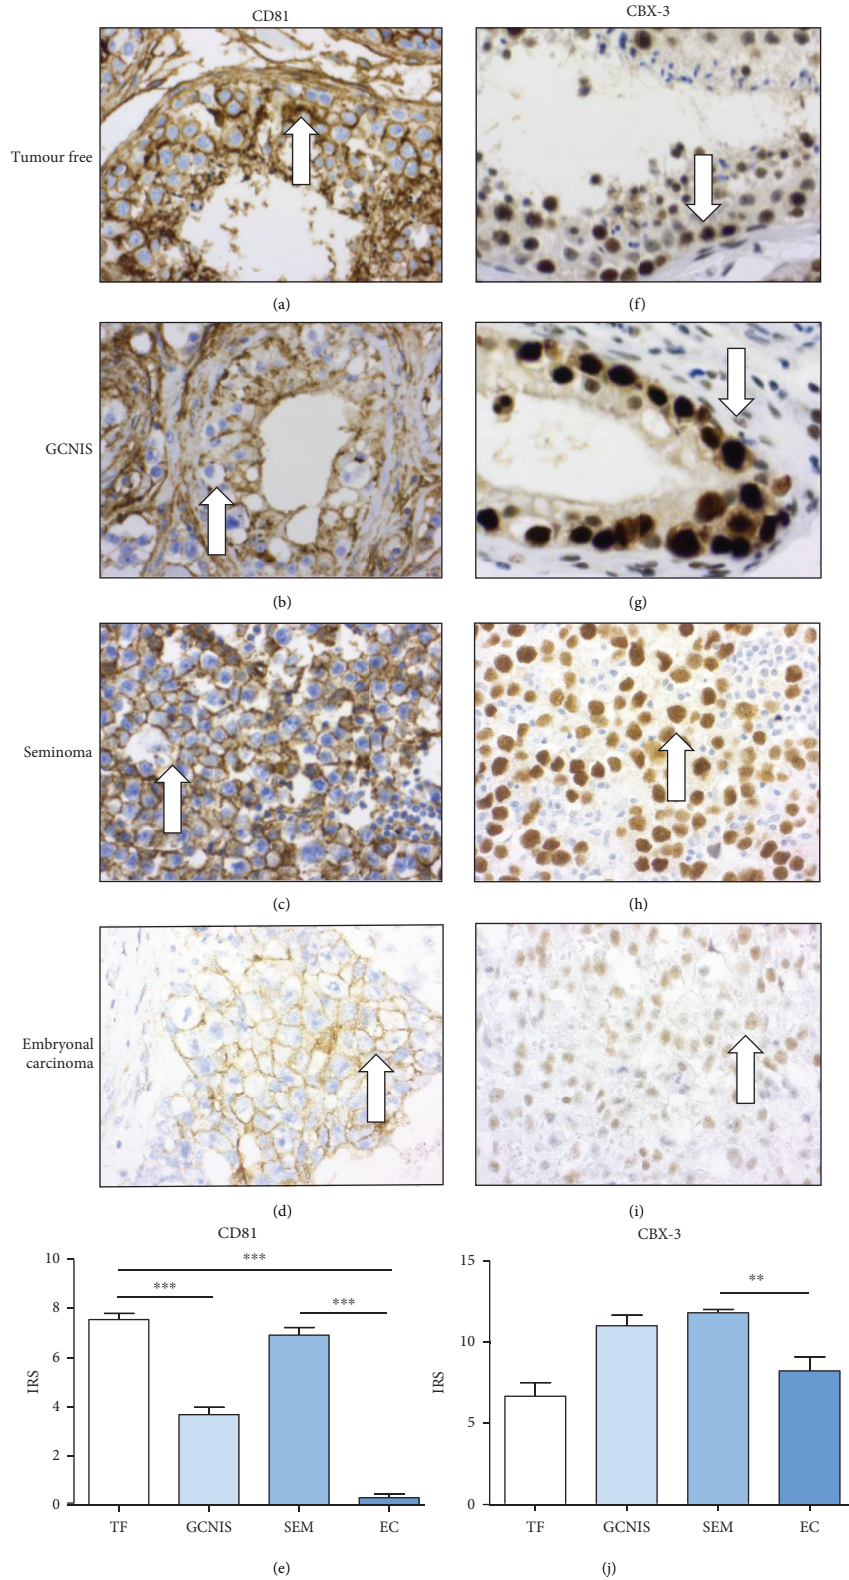 CD81
CBX-3
Tumour free
(a)
(f)
GCNIS
(b)
(g)
Seminoma
(c)
(h)
Embryonal
carcinoma
(d)
(i)
CD81
10
8
6
4
2
0
IRS
***
***
***
TF
GCNIS
SEM
EC
(e)
CBX-3
15
10
5
0
IRS
**
TF
GCNIS
SEM
EC
(j)